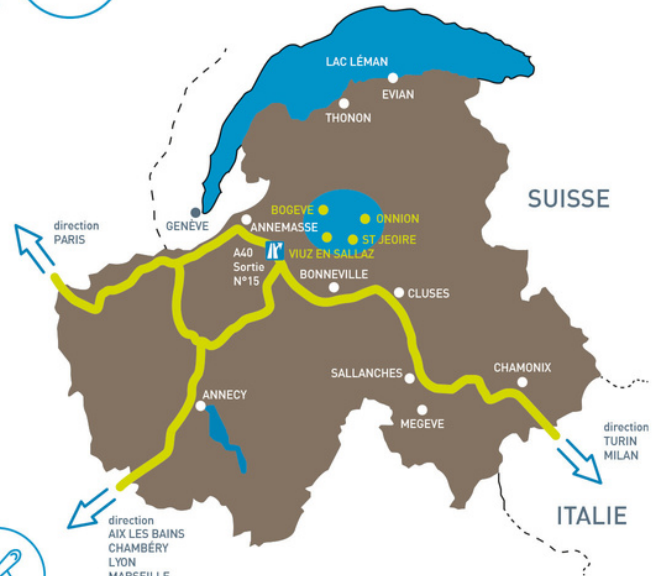 LAC LÉMAN
EVIAN
THONON
SUISSE
BOGEVE
ONNION
GENÈVE
ANNEMASSE
ST JEOIRE
direction
PARIS
VIUZ EN SALLAZ
A40
Sortie
N°15
BONNEVILLE
CLUSES
SALLANCHES
CHAMONIX
ANNECY
MEGEVE
direction
TURIN
MILAN
ITALIE
direction
AIX LES BAINS
CHAMBÉRY
LYON
MARSEILLE